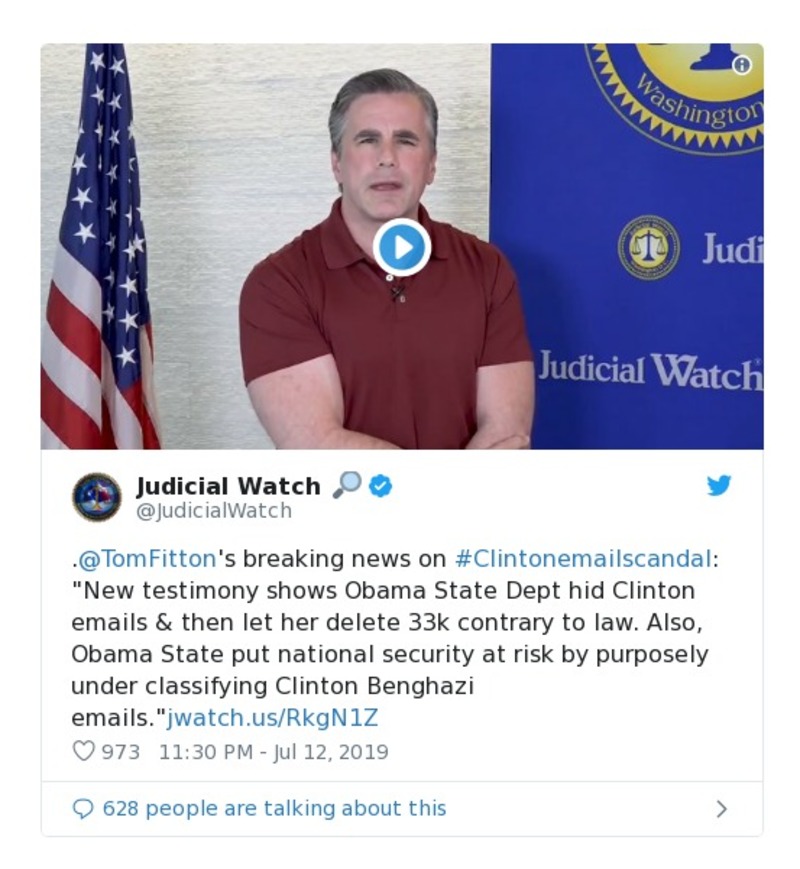 Washington
Judi
Judicial Watch®
Judicial Watch
@JudicialWatch
.@TomFitton's breaking news on #Clintonemailscandal:
"New testimony shows Obama State Dept hid Clinton
emails & then let her delete 33k contrary to law. Also,
Obama State put national security at risk by purposely
under classifying Clinton Benghazi
emails."jwatch.us/RkgN1Z
973 11:30 PM - Jul 12, 2019
628 people are talking about this